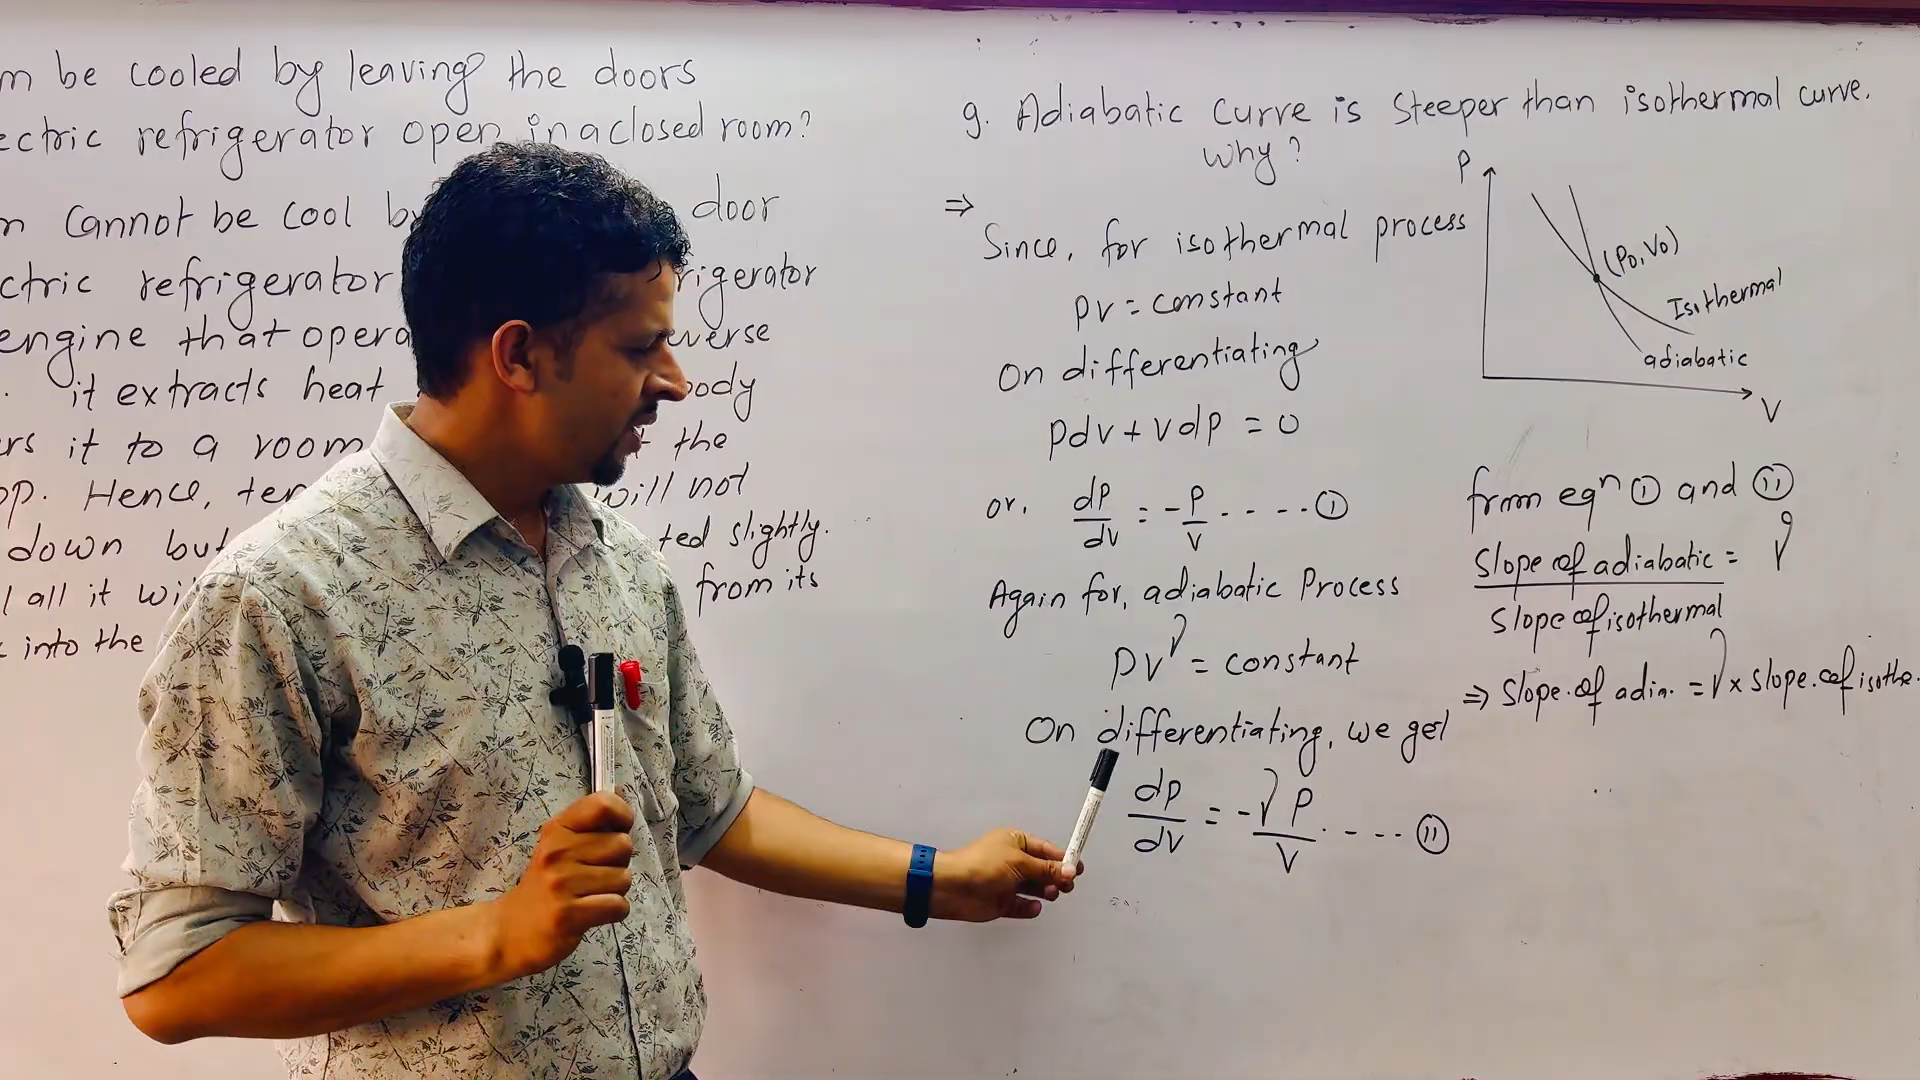 m be cooled by leaving the doors
ectric refrigerator open in a closed room?
n cannot be cool by door
ctric refrigerator rigerator
engine that opera verse
. it extracts heat body
rs it to a room t the
op. Hence, te will not
down but ted slightly.
l all it wi from its
into the
9. Adiabatic curve is steeper than isothermal curve.
Why?
⇒
Since, for isothermal process
PV = constant
On differentiating
Pdv + vdp = 0
or, dp/dv = -P/V ..... (i)
Again for, adiabatic Process
PV^γ = constant
On differentiating, we get
dp/dv = -γP/V .... (ii)
P
(P0, V0)
Isothermal
adiabatic
V
from eqn (i) and (ii)
Slope of adiabatic / Slope of isothermal = γ
⇒ Slope.of adia. = γ × slope.of isothe.